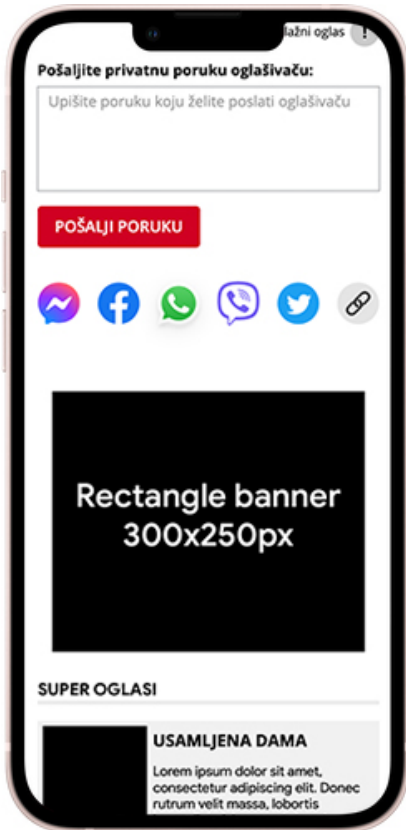 lažni oglas !
Pošaljite privatnu poruku oglašivaču:
Upišite poruku koju želite poslati oglašivaču
POŠALJI PORUKU
Rectangle banner
300x250px
SUPER OGLASI
USAMLJENA DAMA
Lorem ipsum dolor sit amet,
consectetur adipiscing elit. Donec
rutrum velit massa, lobortis